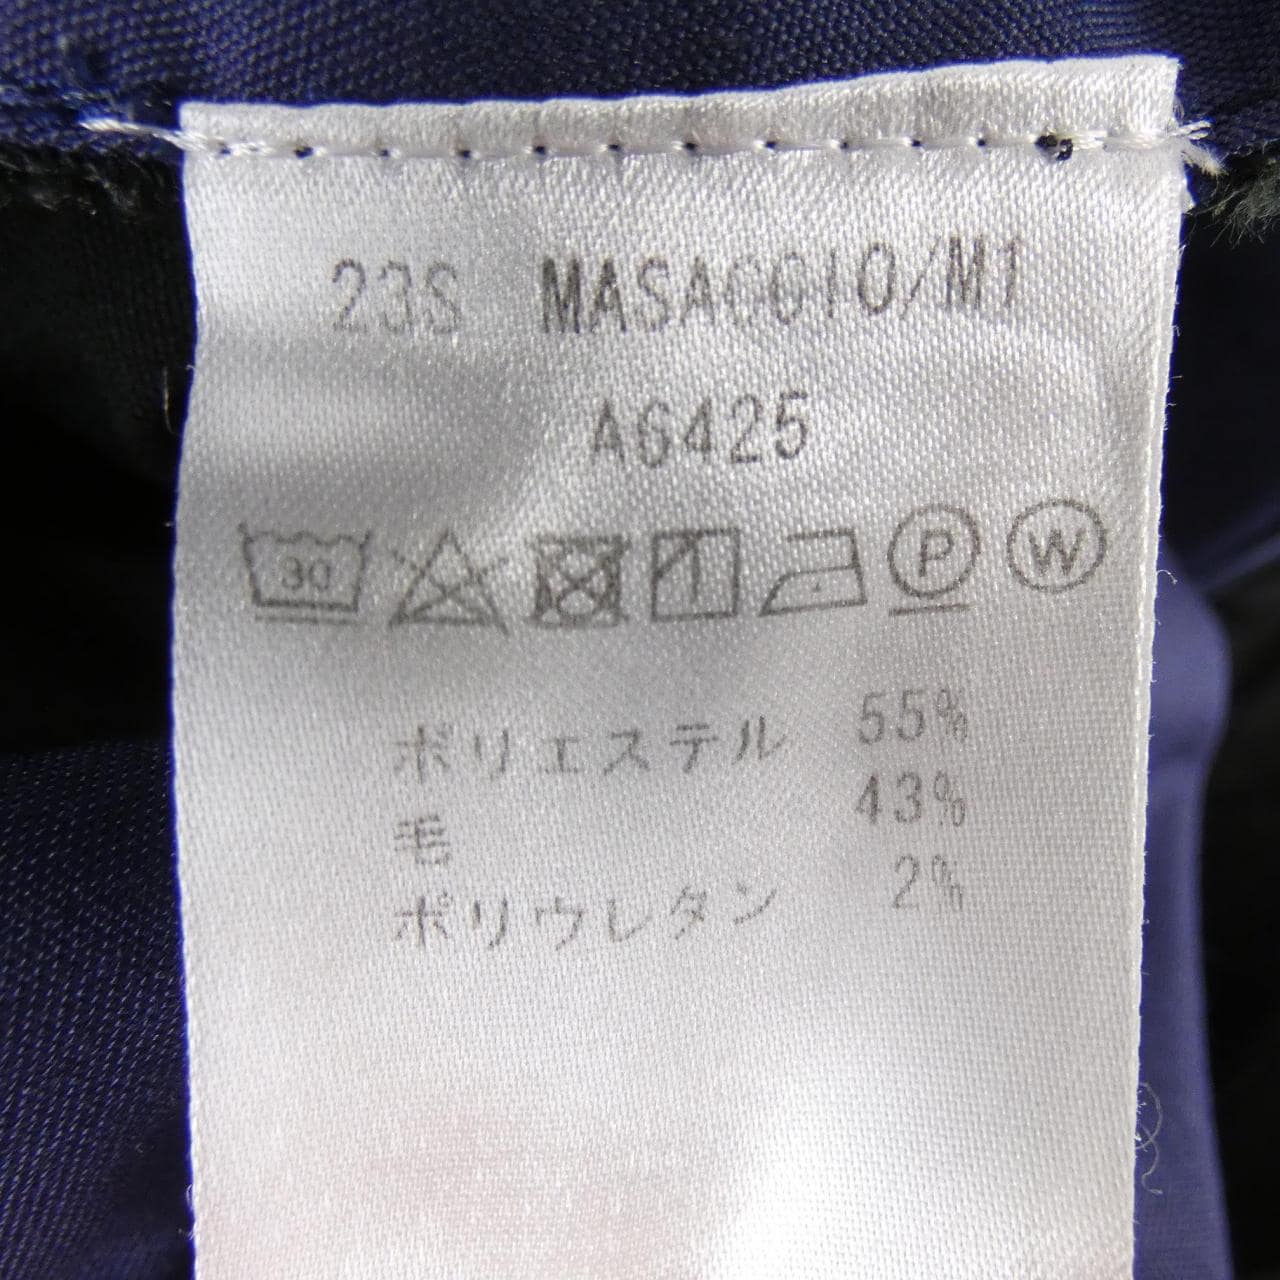 23S MASACCIO/M1
A6425
30 P W
ポリエステル 55%
毛 43%
ポリウレタン 2%